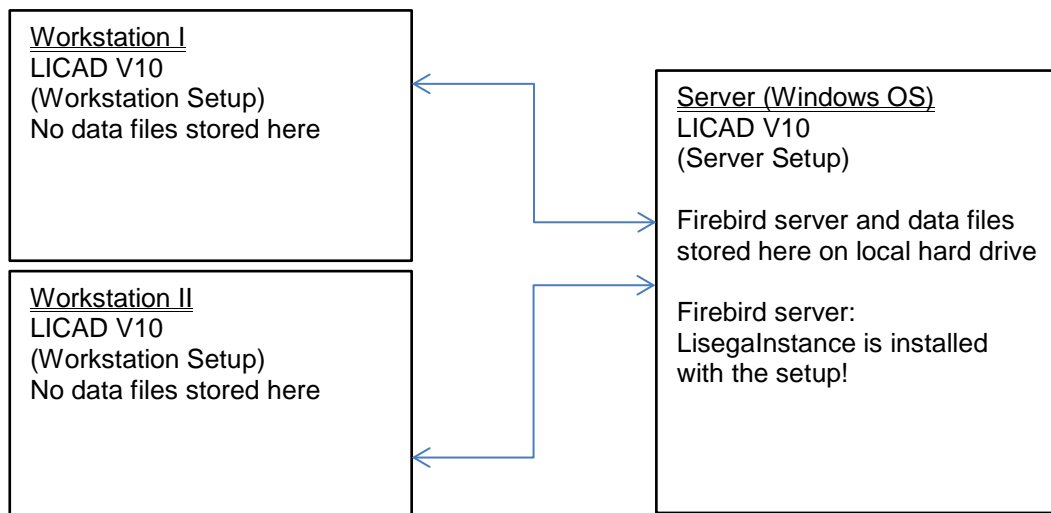 Workstation I
LICAD V10
(Workstation Setup)
No data files stored here
Server (Windows OS)
LICAD V10
(Server Setup)
Firebird server and data files
stored here on local hard drive
Firebird server:
LisegaInstance is installed
with the setup!
Workstation II
LICAD V10
(Workstation Setup)
No data files stored here